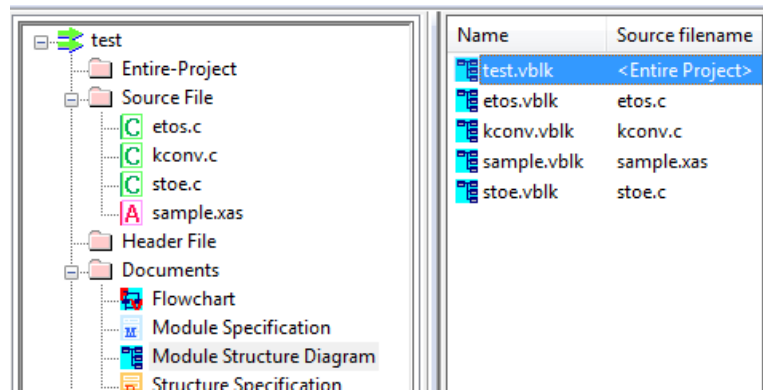 test
Entire-Project
Source File
C etos.c
C kconv.c
C stoe.c
A sample.xas
Header File
Documents
Flowchart
M Module Specification
Module Structure Diagram
Structure Specification
Name Source filename
test.vblk <Entire Project>
etos.vblk etos.c
kconv.vblk kconv.c
sample.vblk sample.xas
stoe.vblk stoe.c